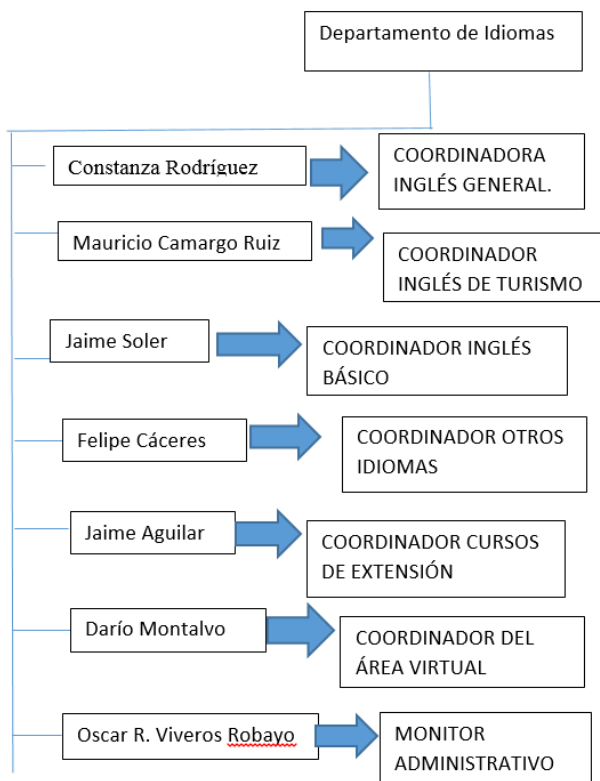 Departamento de Idiomas
Constanza Rodríguez
COORDINADORA
INGLÉS GENERAL.
Mauricio Camargo Ruiz
COORDINADOR
INGLÉS DE TURISMO
Jaime Soler
COORDINADOR INGLÉS
BÁSICO
Felipe Cáceres
COORDINADOR OTROS
IDIOMAS
Jaime Aguilar
COORDINADOR CURSOS
DE EXTENSIÓN
Darío Montalvo
COORDINADOR DEL
ÁREA VIRTUAL
Oscar R. Viveros Robayo
MONITOR
ADMINISTRATIVO